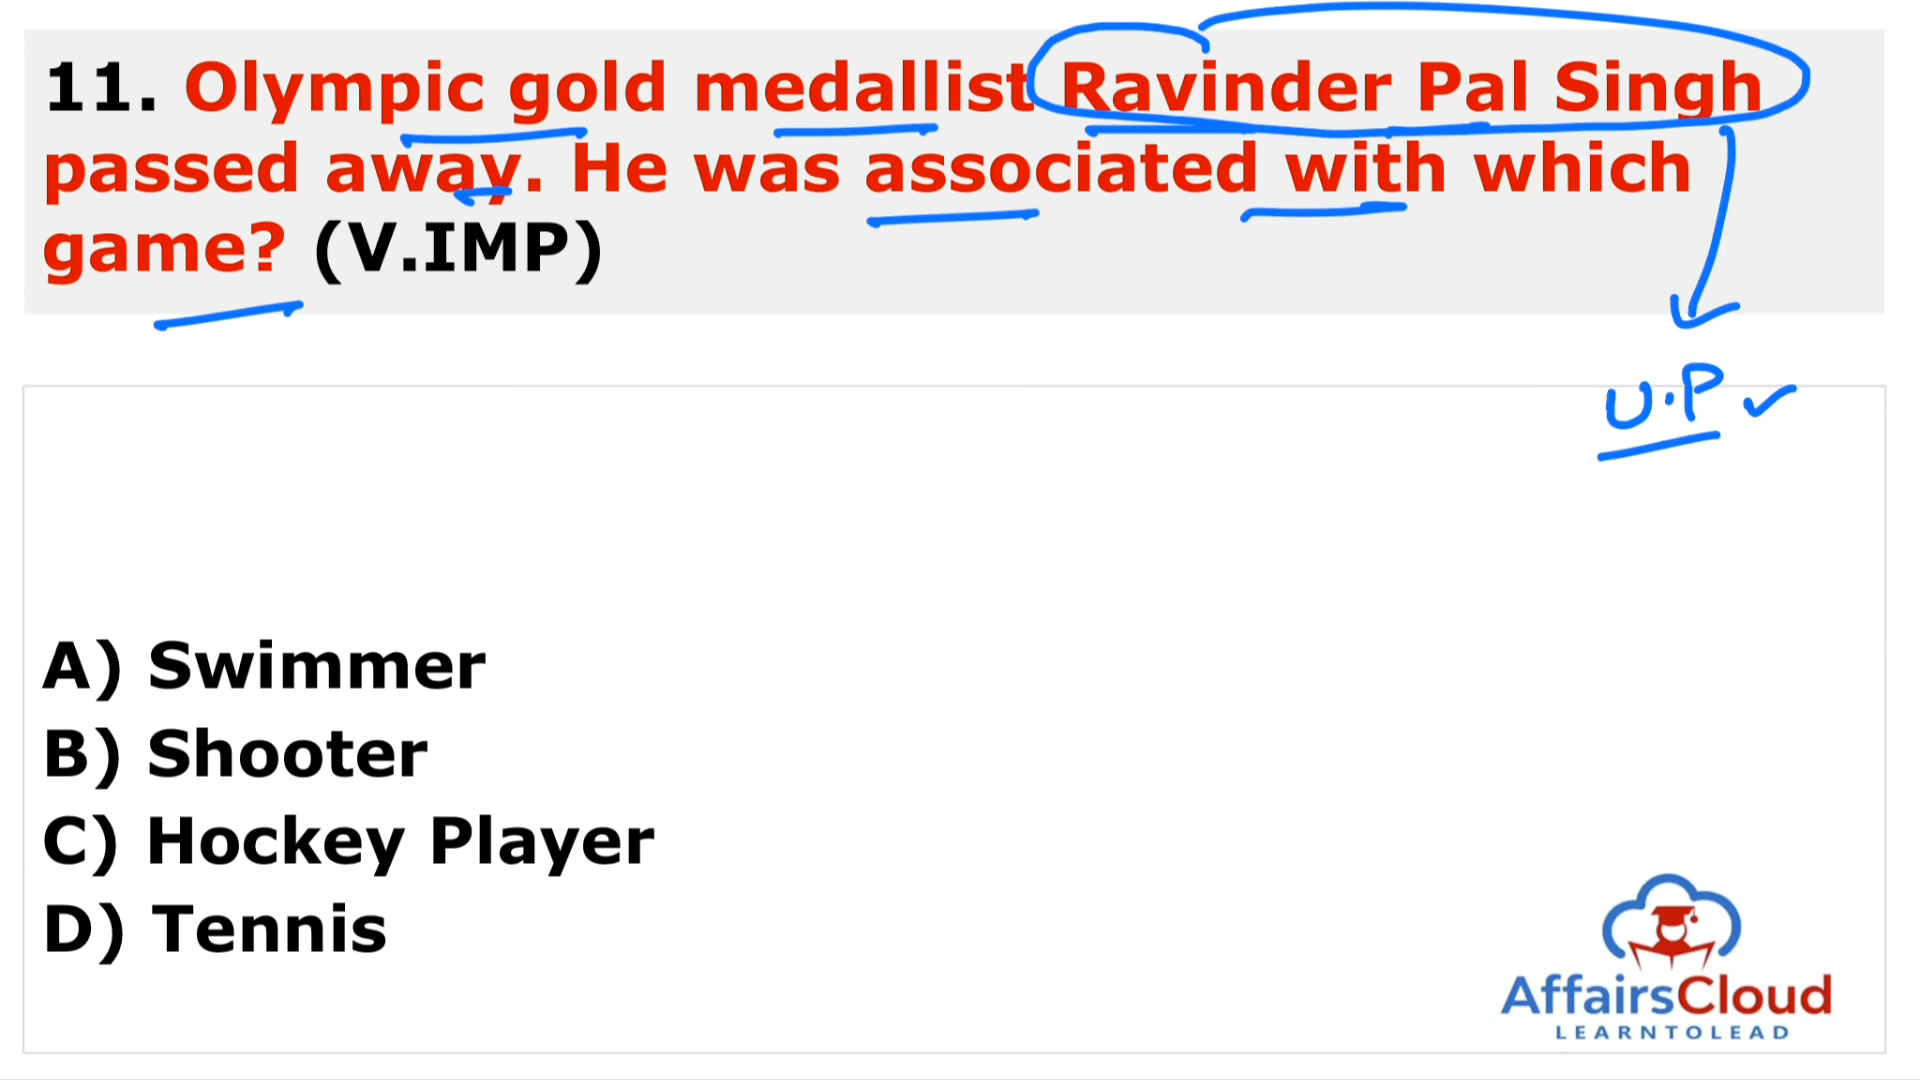 11. Olympic gold medallist Ravinder Pal Singh
passed away. He was associated with which
game? (V.IMP)
U.P
A) Swimmer
B) Shooter
C) Hockey Player
D) Tennis
AffairsCloud
LEARNTOLEAD